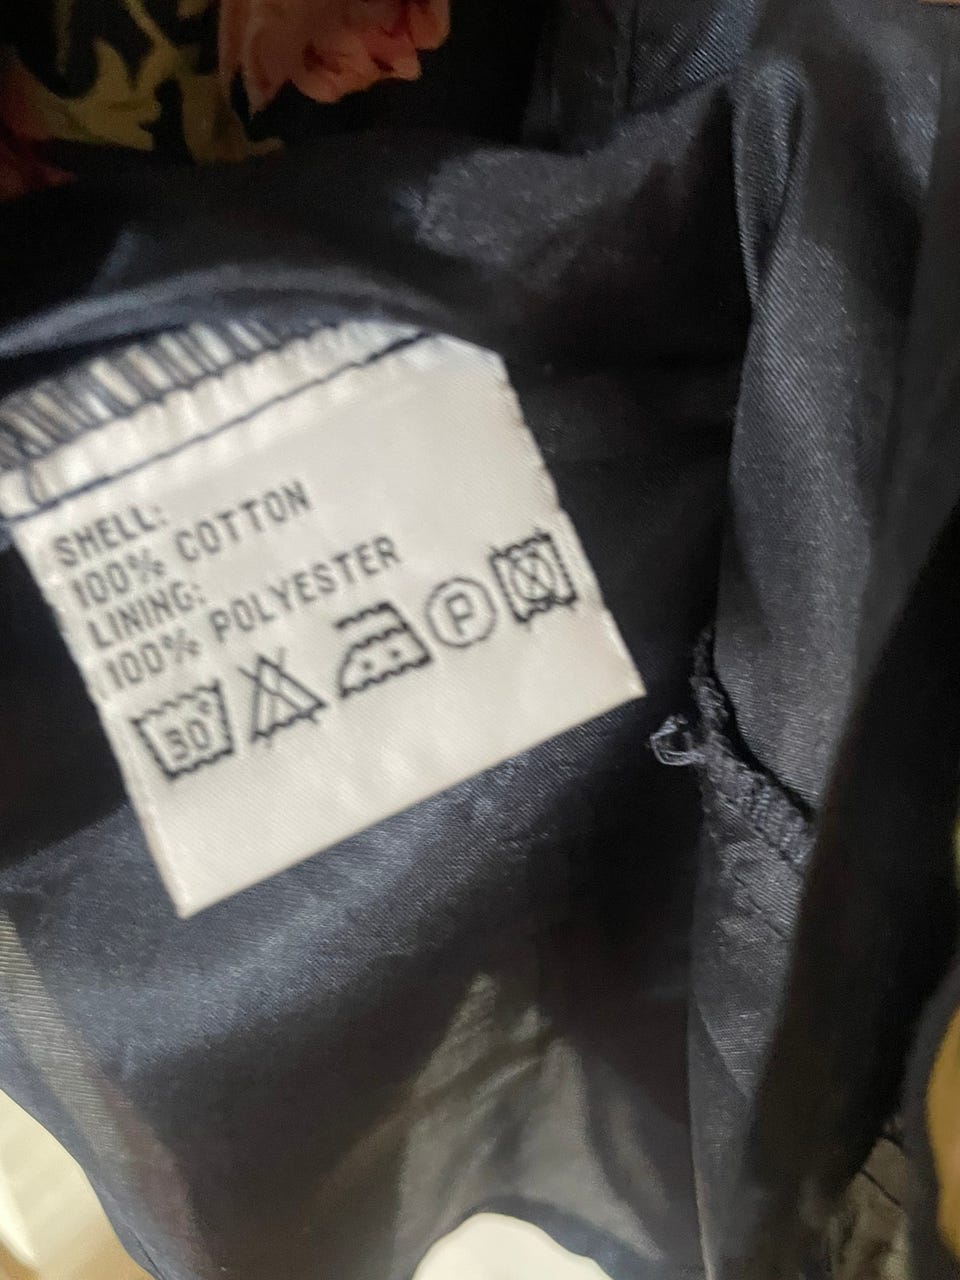 SHELL:
100% COTTON
LINING:
100% POLYESTER
30° P